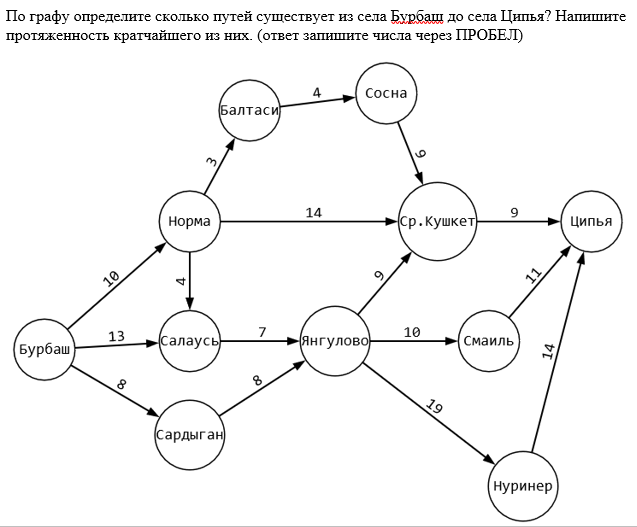 По графу определите сколько путей существует из села Бурбаш до села Ципья? Напишите
протяженность кратчайшего из них. (ответ запишите числа через ПРОБЕЛ)
Балтаси
4
Сосна
3
9
Норма
14
Ср.Кушкет
9
Ципья
10
4
9
11
Бурбаш
13
Салаусь
7
Янгулово
10
Смаиль
8
8
19
14
Сардыган
Нуринер